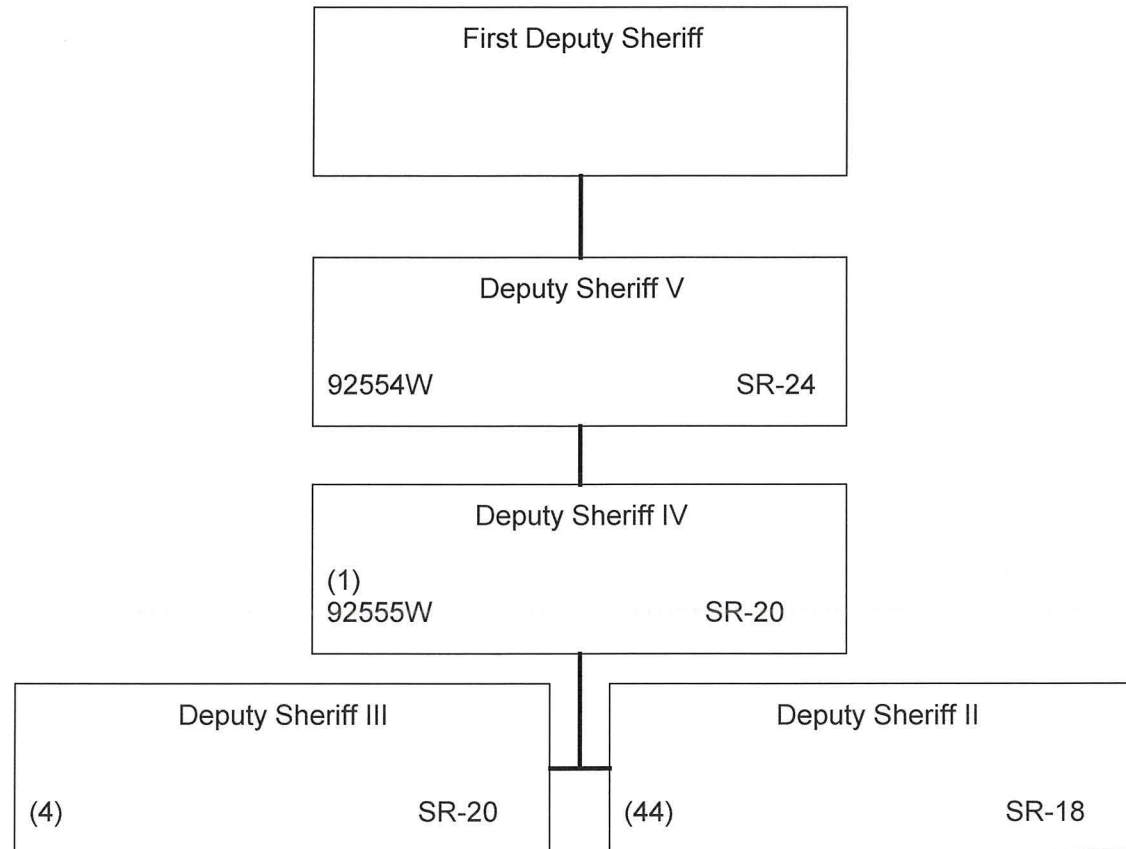 First Deputy Sheriff
Deputy Sheriff V
92554W SR-24
Deputy Sheriff IV
(1)
92555W SR-20
Deputy Sheriff III
(4) SR-20
Deputy Sheriff II
(44) SR-18